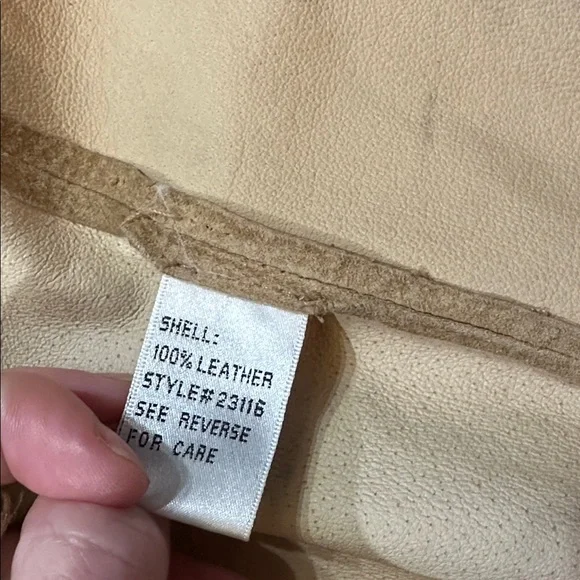 SHELL:
100% LEATHER
STYLE# 23116
SEE REVERSE
FOR CARE